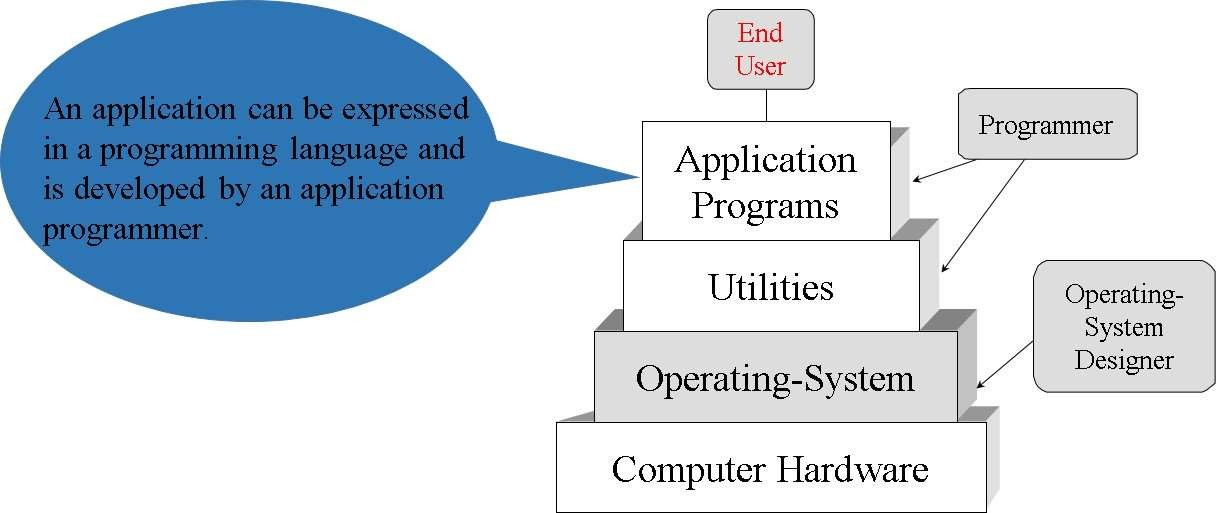 An application can be expressed
in a programming language and
is developed by an application
programmer.
End
User
Programmer
Application
Programs
Utilities
Operating-
System
Designer
Operating-System
Computer Hardware